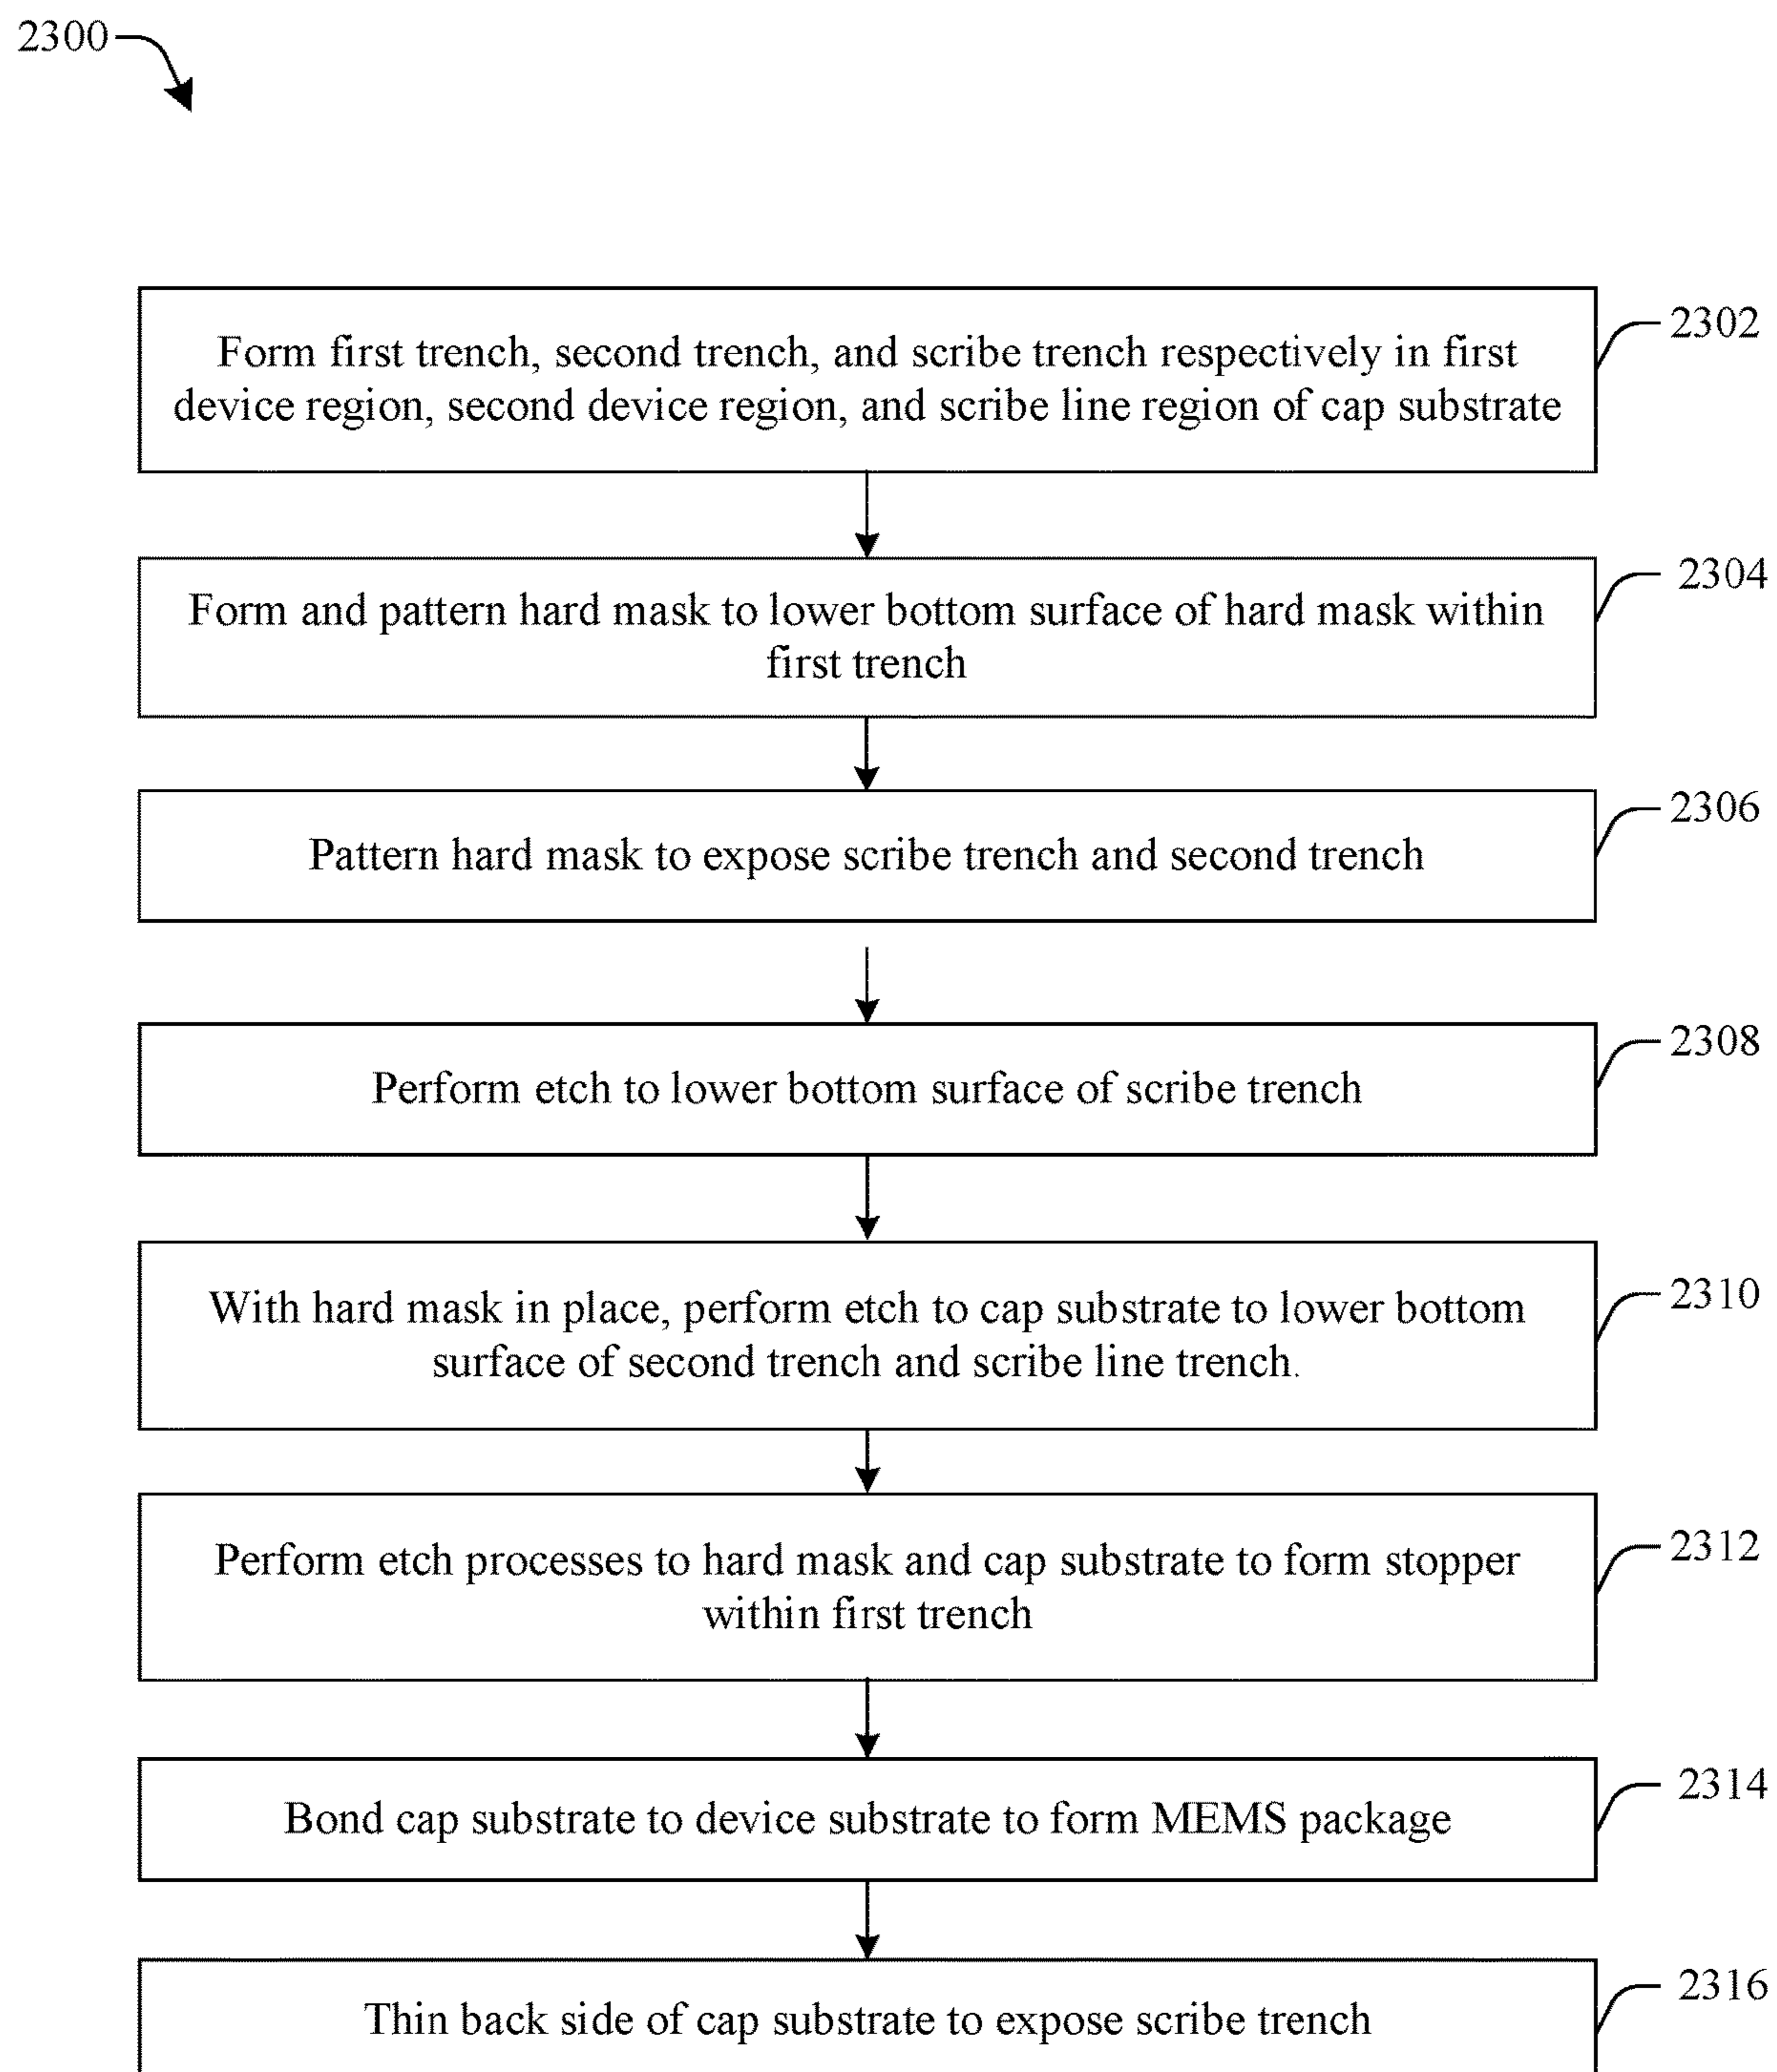 2300
Form first trench, second trench, and scribe trench respectively in first
device region, second device region, and scribe line region of cap substrate
2302
Form and pattern hard mask to lower bottom surface of hard mask within
first trench
2304
Pattern hard mask to expose scribe trench and second trench
2306
Perform etch to lower bottom surface of scribe trench
2308
With hard mask in place, perform etch to cap substrate to lower bottom
surface of second trench and scribe line trench.
2310
Perform etch processes to hard mask and cap substrate to form stopper
within first trench
2312
Bond cap substrate to device substrate to form MEMS package
2314
Thin back side of cap substrate to expose scribe trench
2316